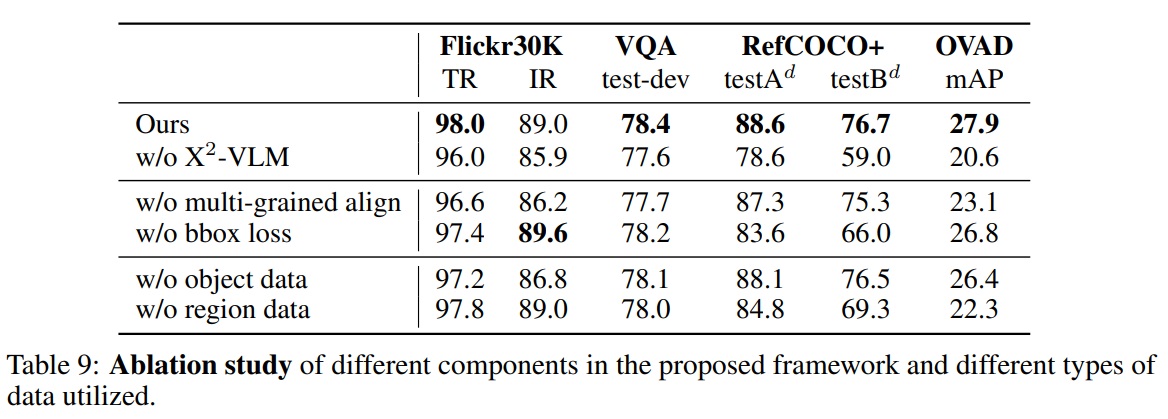 Flickr30K VQA RefCOCO+ OVAD
TR IR test-dev testA^d testB^d mAP
Ours 98.0 89.0 78.4 88.6 76.7 27.9
w/o X²-VLM 96.0 85.9 77.6 78.6 59.0 20.6
w/o multi-grained align 96.6 86.2 77.7 87.3 75.3 23.1
w/o bbox loss 97.4 89.6 78.2 83.6 66.0 26.8
w/o object data 97.2 86.8 78.1 88.1 76.5 26.4
w/o region data 97.8 89.0 78.0 84.8 69.3 22.3
Table 9: Ablation study of different components in the proposed framework and different types of
data utilized.